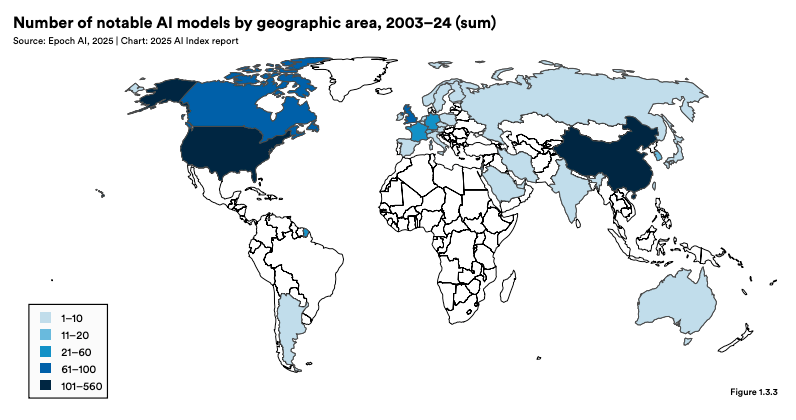 Number of notable AI models by geographic area, 2003–24 (sum)
Source: Epoch AI, 2025 | Chart: 2025 AI Index report
1–10
11–20
21–60
61–100
101–560
Figure 1.3.3